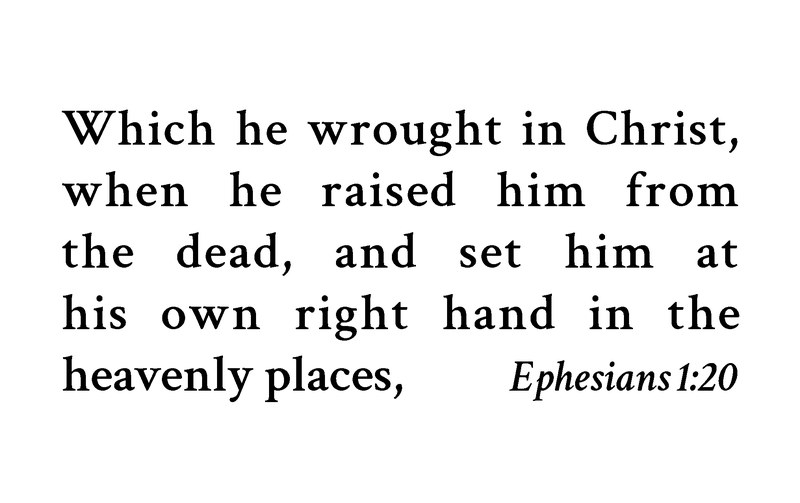 Which he wrought in Christ,
when he raised him from
the dead, and set him at
his own right hand in the
heavenly places, Ephesians 1:20